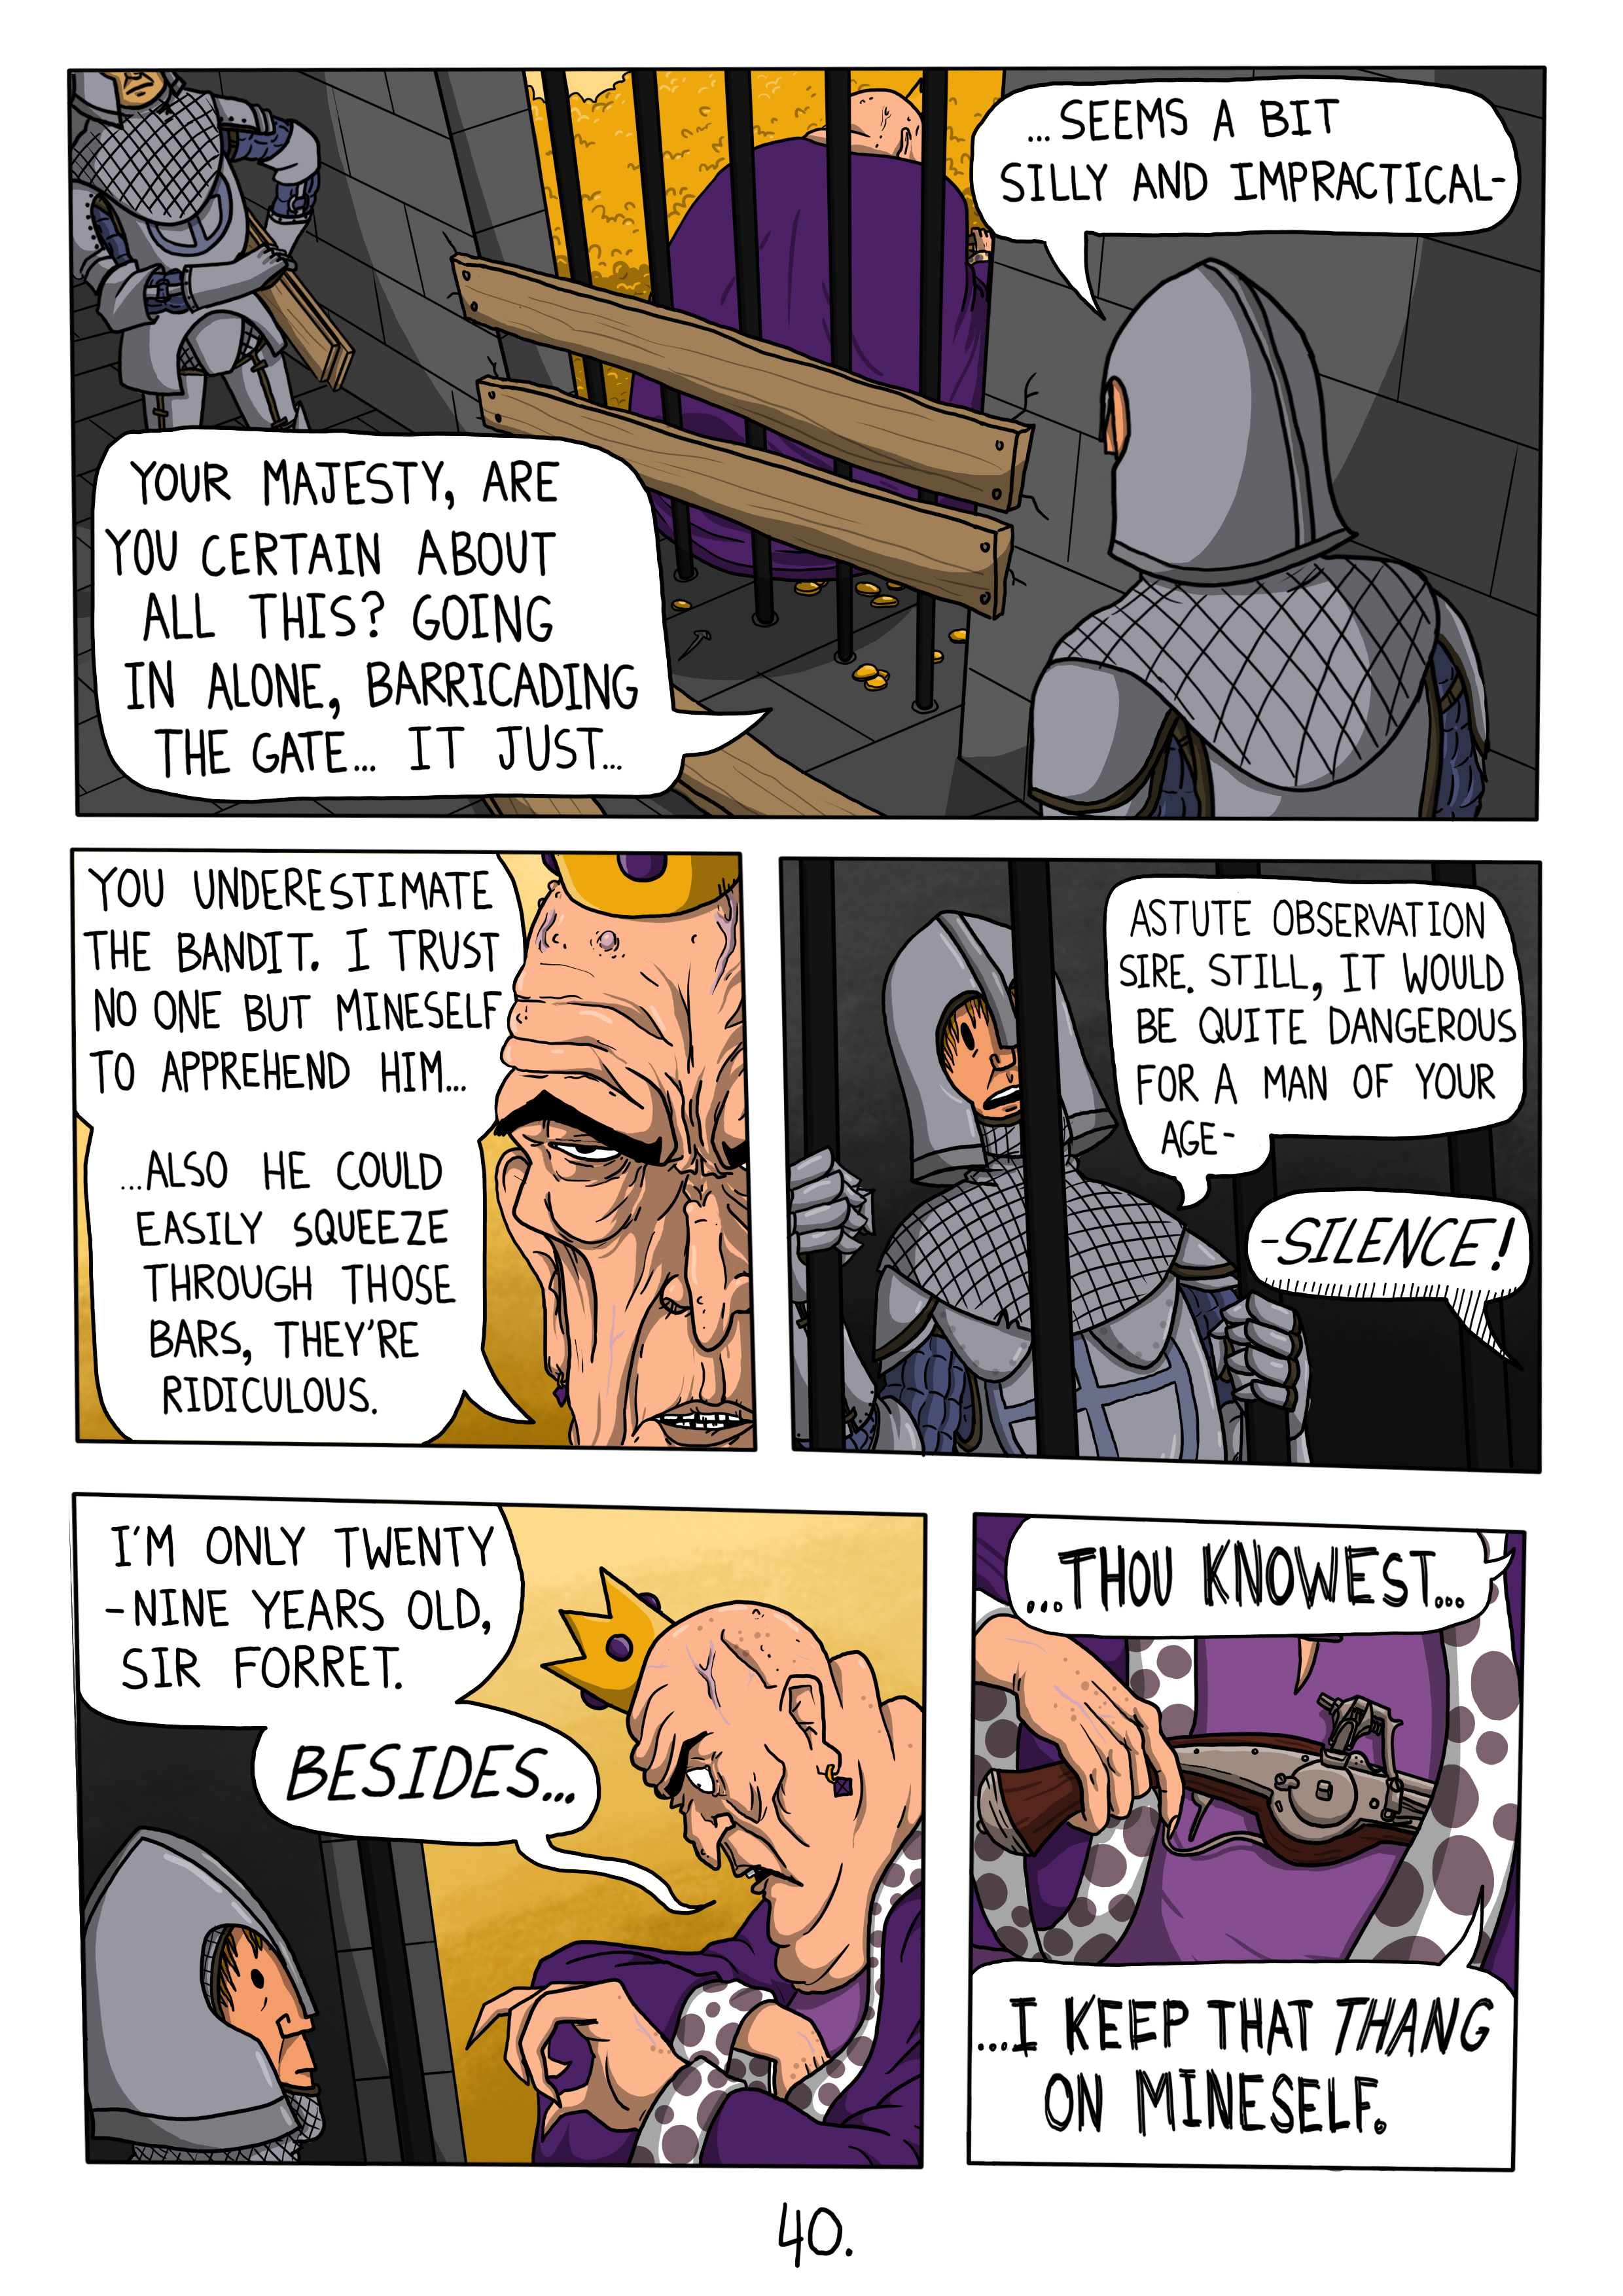 YOUR MAJESTY, ARE
YOU CERTAIN ABOUT
ALL THIS? GOING
IN ALONE, BARRICADING
THE GATE... IT JUST...
...SEEMS A BIT
SILLY AND IMPRACTICAL-
YOU UNDERESTIMATE
THE BANDIT. I TRUST
NO ONE BUT MINESELF
TO APPREHEND HIM...
...ALSO HE COULD
EASILY SQUEEZE
THROUGH THOSE
BARS, THEY'RE
RIDICULOUS.
ASTUTE OBSERVATION
SIRE. STILL, IT WOULD
BE QUITE DANGEROUS
FOR A MAN OF YOUR
AGE-
-SILENCE!
I'M ONLY TWENTY
-NINE YEARS OLD,
SIR FORRET.
BESIDES...
...THOU KNOWEST...
...I KEEP THAT THANG
ON MINESELF.
40.